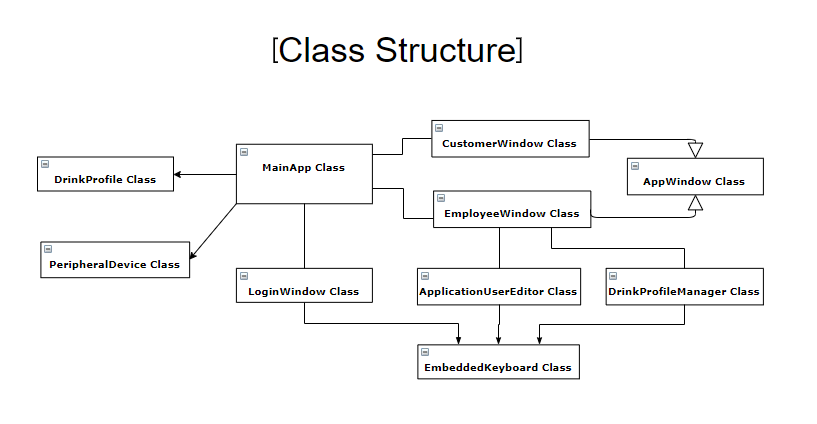 [Class Structure]
CustomerWindow Class
MainApp Class
DrinkProfile Class
AppWindow Class
EmployeeWindow Class
PeripheralDevice Class
LoginWindow Class
ApplicationUserEditor Class
DrinkProfileManager Class
EmbeddedKeyboard Class